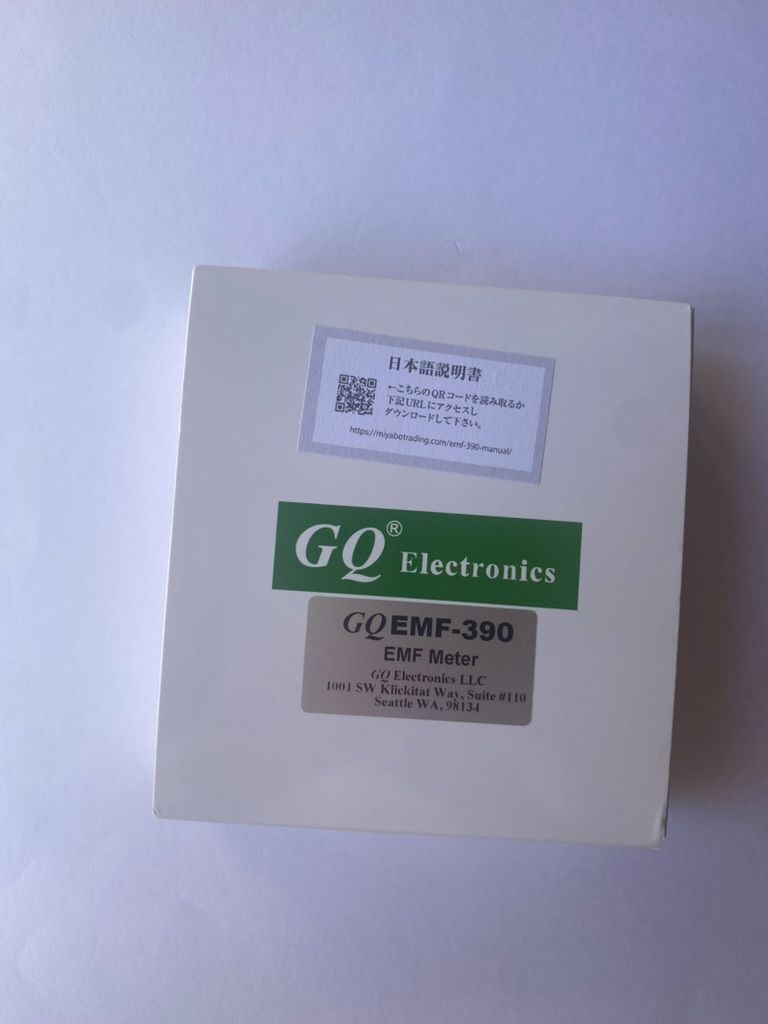 日本語説明書
←こちらのQRコードを読み取るか
下記URLにアクセスし
ダウンロードして下さい。
https://miyabotrading.com/emf-390-manual/
GQ® Electronics
GQ EMF-390
EMF Meter
GQ Electronics LLC
1001 SW Klickitat Way, Suite #110
Seattle WA, 98134